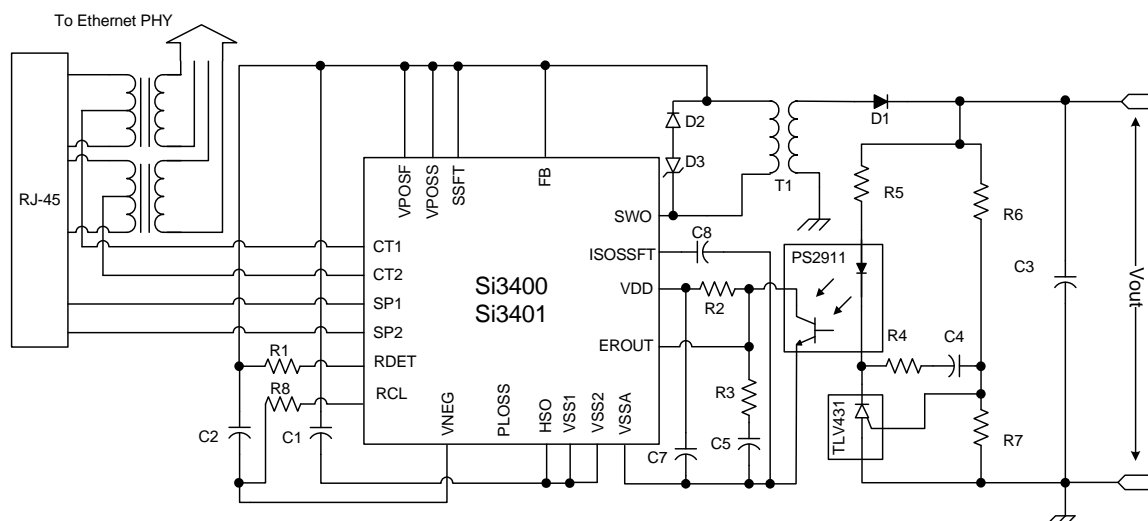 To Ethernet PHY
RJ-45
VPOSF
VPOSS
SSFT
FB
D2
D3
T1
D1
R5
R6
SWO
C8
ISOSSFT
PS2911
CT1
CT2
SP1
SP2
RDET
RCL
Si3400
Si3401
VDD
R2
EROUT
R4
C4
C3
Vout
R1
R8
R3
C2
C1
VNEG
PLOSS
HSO
VSS1
VSS2
VSSA
C7
C5
TLV431
R7